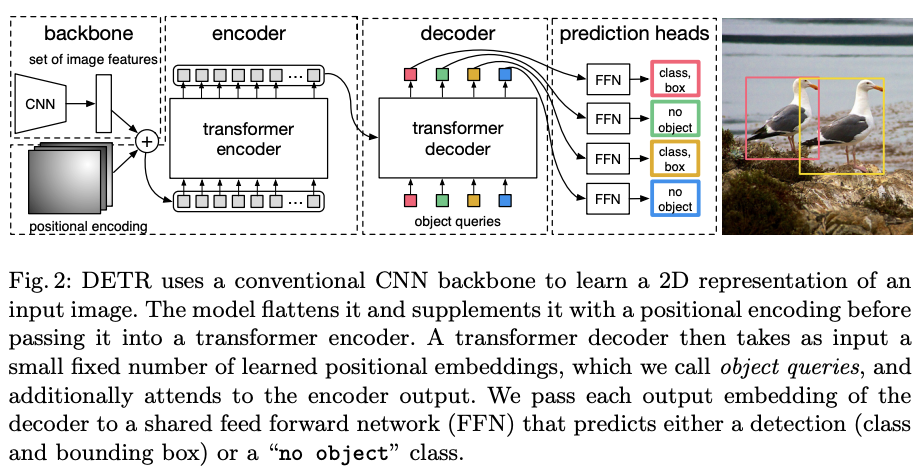 backbone
encoder
decoder
prediction heads
set of image features
CNN
+
positional encoding
...
transformer
encoder
...
transformer
decoder
object queries
FFN
class,
box
FFN
no
object
FFN
class,
box
FFN
no
object
Fig. 2: DETR uses a conventional CNN backbone to learn a 2D representation of an
input image. The model flattens it and supplements it with a positional encoding before
passing it into a transformer encoder. A transformer decoder then takes as input a
small fixed number of learned positional embeddings, which we call object queries, and
additionally attends to the encoder output. We pass each output embedding of the
decoder to a shared feed forward network (FFN) that predicts either a detection (class
and bounding box) or a “no object” class.